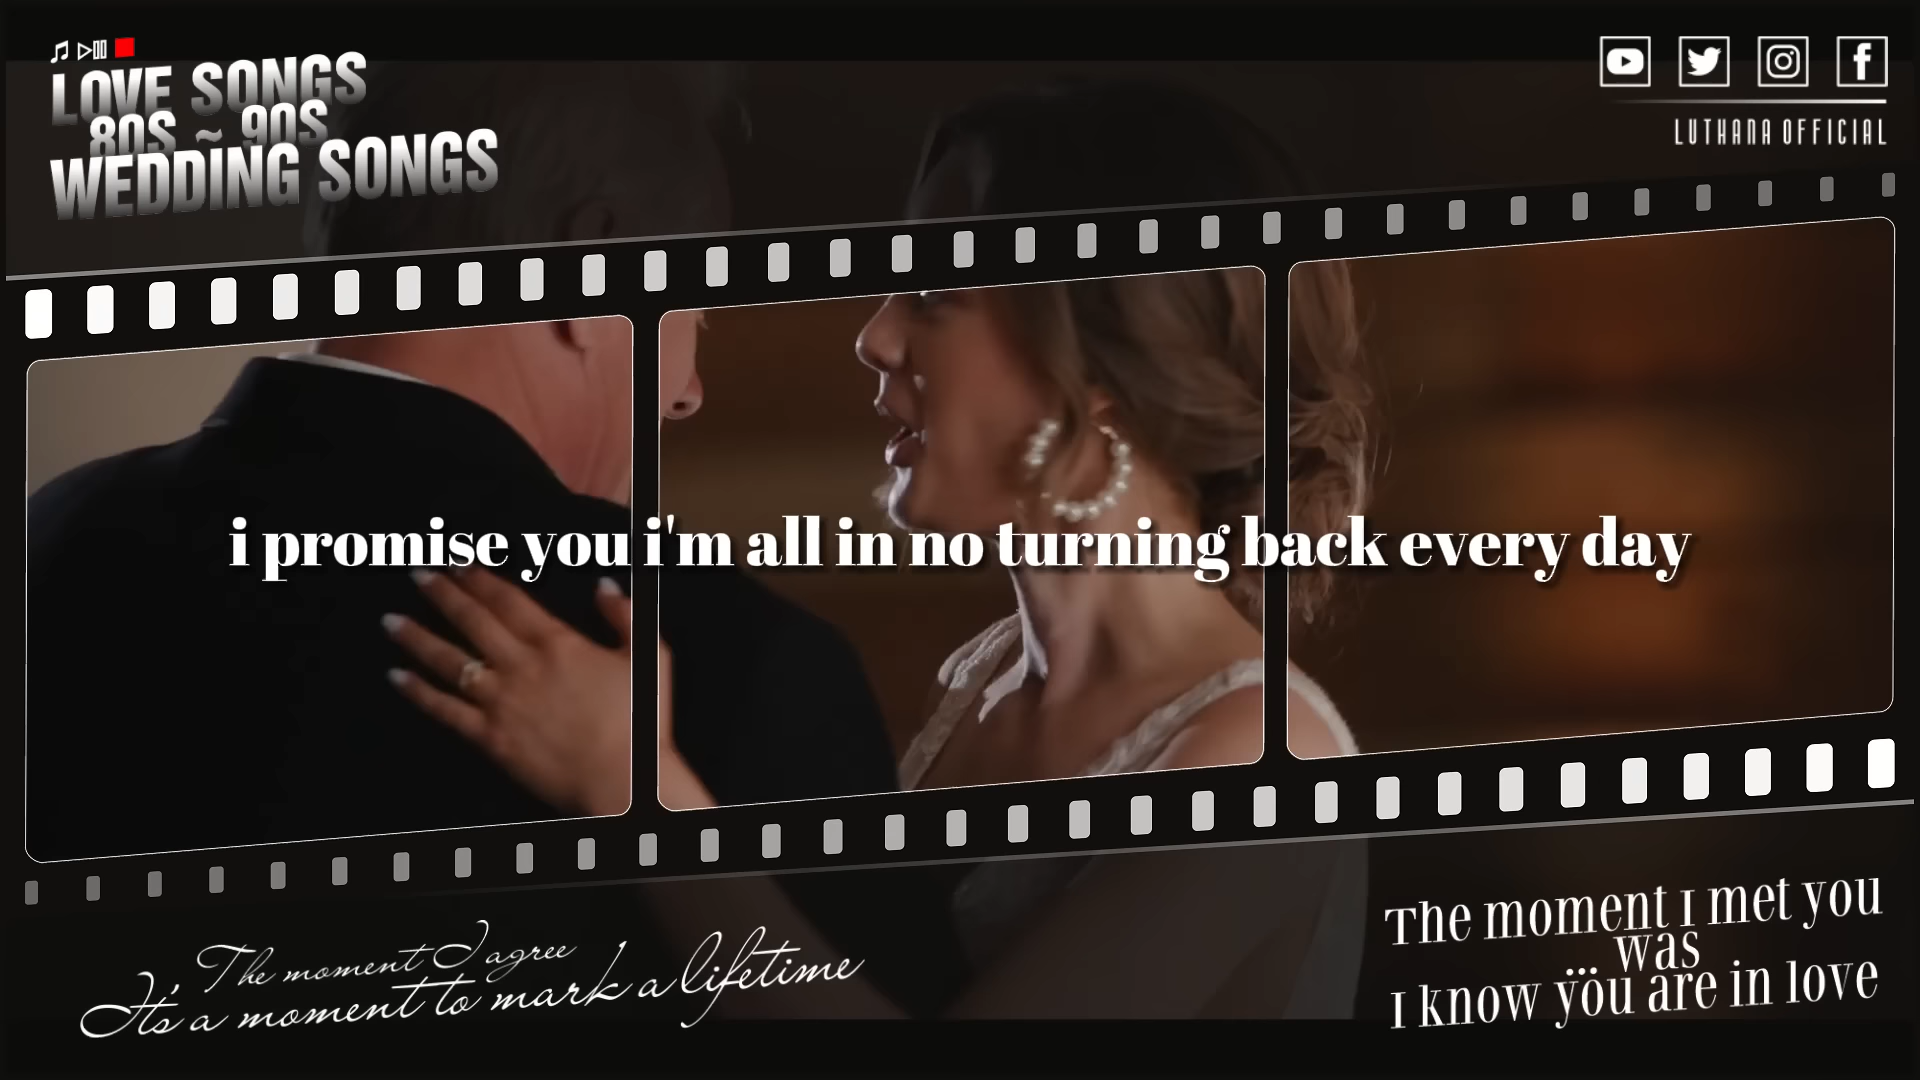 LOVE SONGS
80S ~ 90S
WEDDING SONGS
LUTHANA OFFICIAL
i promise you i'm all in no turning back every day
The moment I agree
It's a moment to mark a lifetime
The moment I met you
was
I know yöü are in love